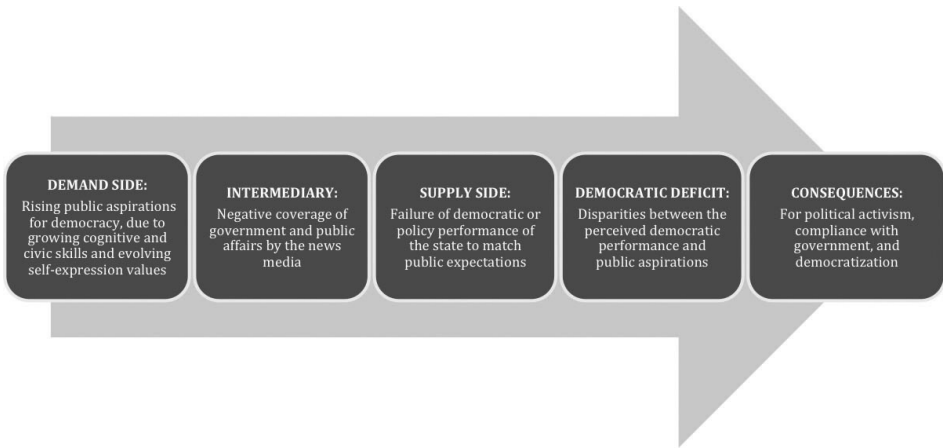 DEMAND SIDE:
Rising public aspirations
for democracy, due to
growing cognitive and
civic skills and evolving
self-expression values
INTERMEDIARY:
Negative coverage of
government and public
affairs by the news
media
SUPPLY SIDE:
Failure of democratic or
policy performance of
the state to match
public expectations
DEMOCRATIC DEFICIT:
Disparities between the
perceived democratic
performance and
public aspirations
CONSEQUENCES:
For political activism,
compliance with
government, and
democratization